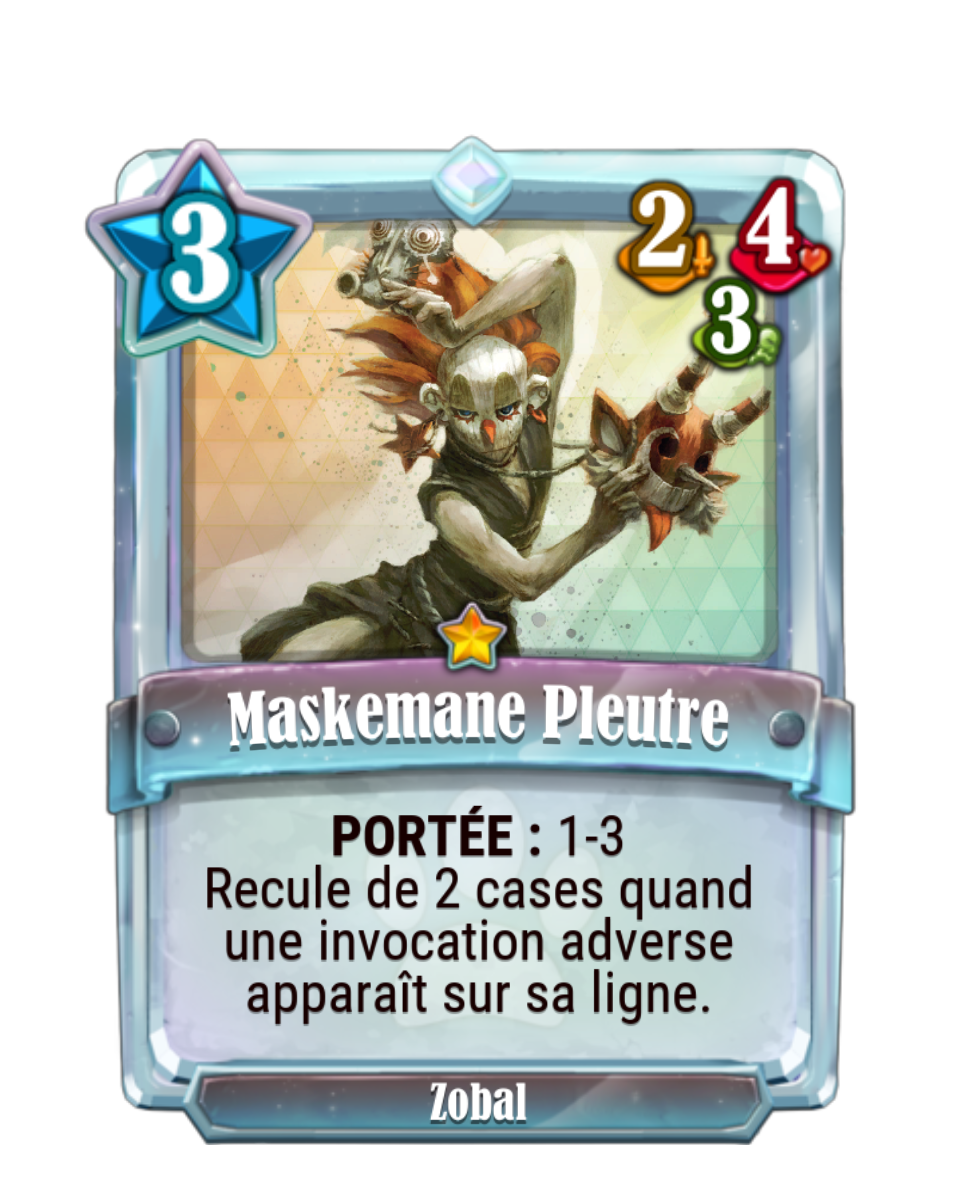 3
2
4
3
Maskemane Pleutre
PORTÉE : 1-3
Recule de 2 cases quand
une invocation adverse
apparaît sur sa ligne.
Zobal